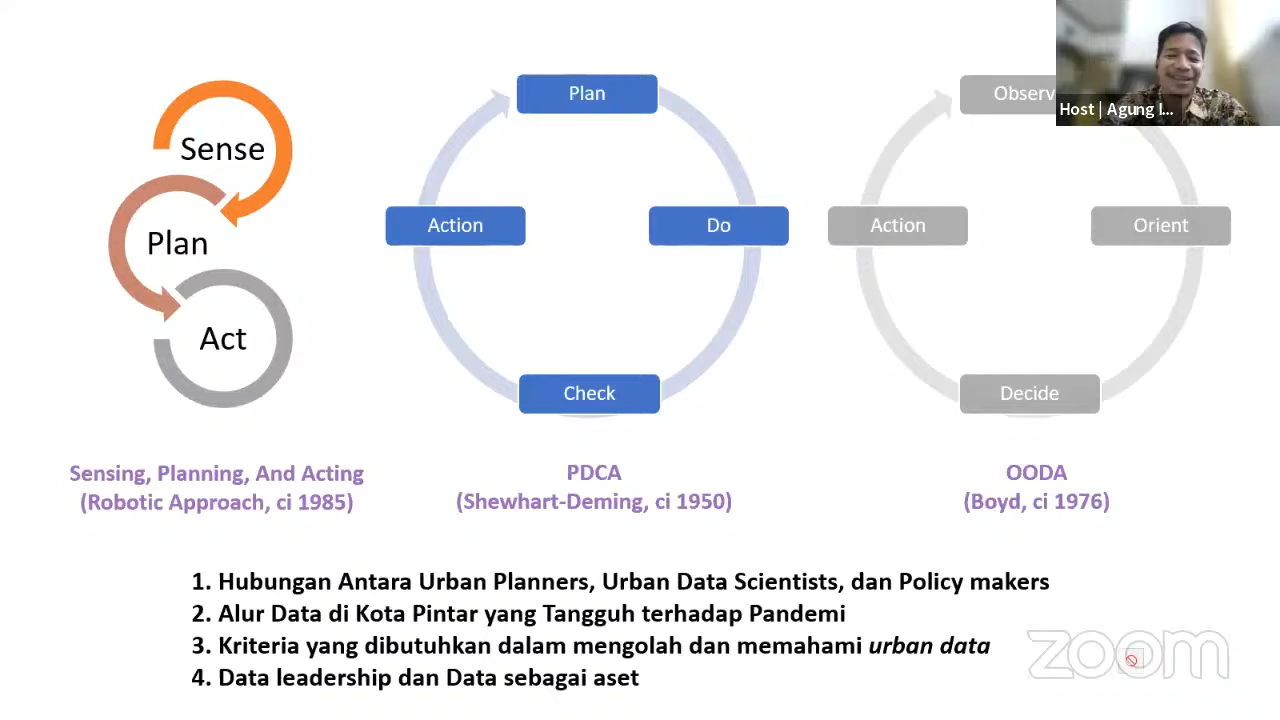 Sense
Plan
Act
Plan
Do
Check
Action
Observ
Orient
Decide
Action
Host | Agung I...
Sensing, Planning, And Acting
(Robotic Approach, ci 1985)
PDCA
(Shewhart-Deming, ci 1950)
OODA
(Boyd, ci 1976)
1. Hubungan Antara Urban Planners, Urban Data Scientists, dan Policy makers
2. Alur Data di Kota Pintar yang Tangguh terhadap Pandemi
3. Kriteria yang dibutuhkan dalam mengolah dan memahami urban data
4. Data leadership dan Data sebagai aset
zoom